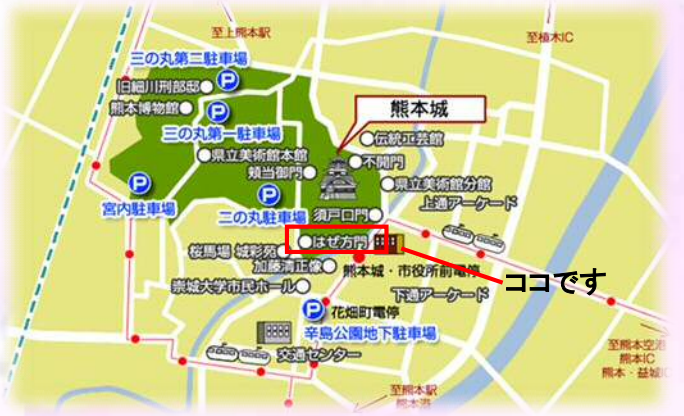 至上熊本駅
至植木IC
三の丸第二駐車場
P
旧細川刑部邸
熊本博物館
P
三の丸第一駐車場
熊本城
伝統工芸館
県立美術館本館
不開門
頬当御門
県立美術館分館
P
宮内駐車場
P
二の丸駐車場
上通アーケード
須戸口門
はぜ方門
桜馬場 城彩苑
加藤清正像
熊本城・市役所前電停
ココです
崇城大学市民ホール
下通アーケード
P
花畑町電停
辛島公園地下駐車場
交通センター
至熊本空港
熊本IC
熊本・益城IC
至熊本駅
熊本港